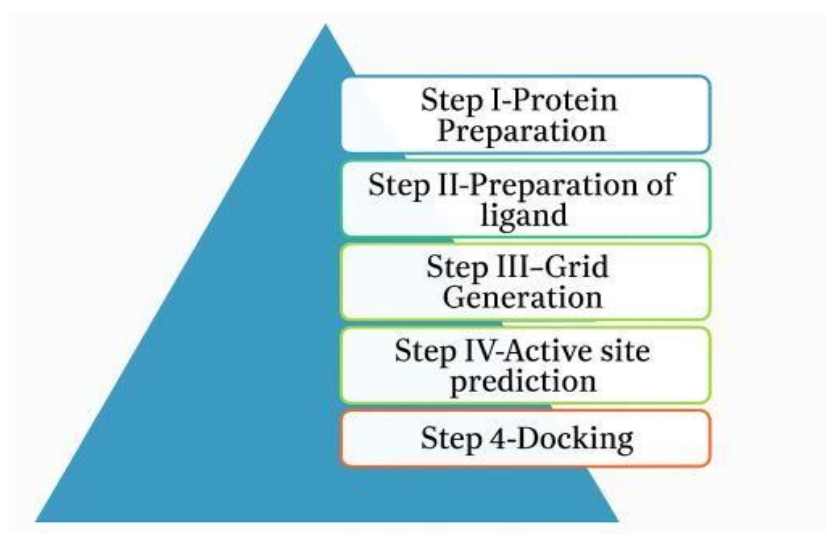 Step I-Protein
Preparation
Step II-Preparation of
ligand
Step III–Grid
Generation
Step IV-Active site
prediction
Step 4-Docking